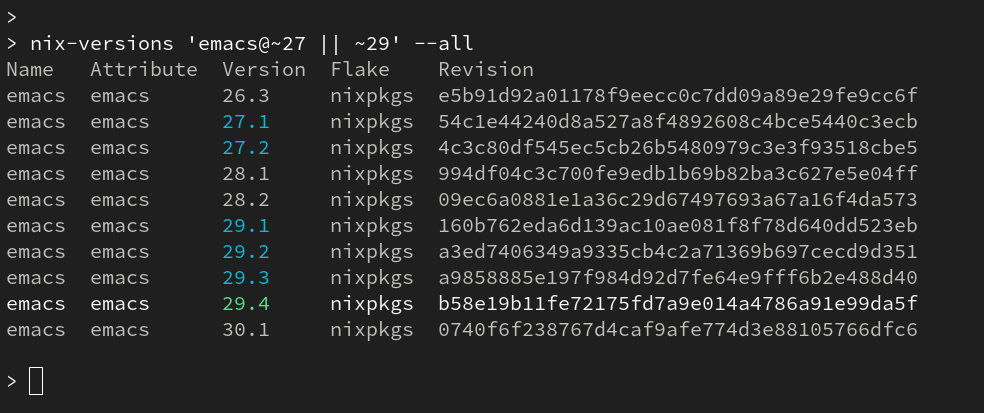 >
> nix-versions 'emacs@~27 || ~29' --all
Name   Attribute  Version  Flake    Revision
emacs  emacs      26.3     nixpkgs  e5b91d92a01178f9eecc0c7dd09a89e29fe9cc6f
emacs  emacs      27.1     nixpkgs  54c1e44240d8a527a8f4892608c4bce5440c3ecb
emacs  emacs      27.2     nixpkgs  4c3c80df545ec5cb26b5480979c3e3f93518cbe5
emacs  emacs      28.1     nixpkgs  994df04c3c700fe9edb1b69b82ba3c627e5e04ff
emacs  emacs      28.2     nixpkgs  09ec6a0881e1a36c29d67497693a67a16f4da573
emacs  emacs      29.1     nixpkgs  160b762eda6d139ac10ae081f8f78d640dd523eb
emacs  emacs      29.2     nixpkgs  a3ed7406349a9335cb4c2a71369b697cecd9d351
emacs  emacs      29.3     nixpkgs  a9858885e197f984d92d7fe64e9fff6b2e488d40
emacs  emacs      29.4     nixpkgs  b58e19b11fe72175fd7a9e014a4786a91e99da5f
emacs  emacs      30.1     nixpkgs  0740f6f238767d4caf9afe774d3e88105766dfc6
>